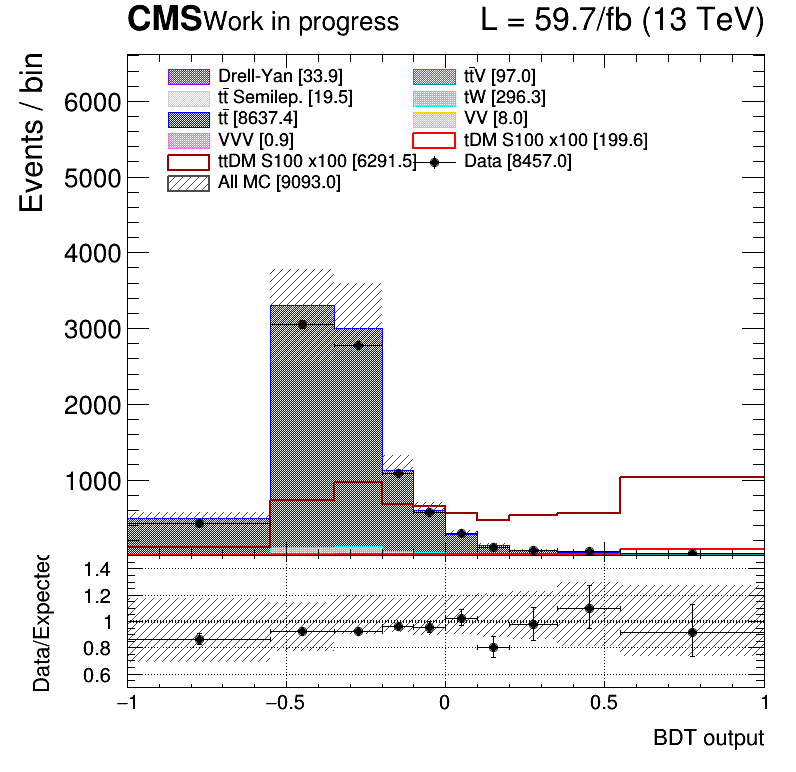 CMS Work in progress L = 59.7/fb (13 TeV)
Events / bin
Drell-Yan [33.9] tt̄V [97.0]
tt̄ Semilep. [19.5] tW [296.3]
tt̄ [8637.4] VV [8.0]
VVV [0.9] tDM S100 x100 [199.6]
ttDM S100 x100 [6291.5] Data [8457.0]
All MC [9093.0]
6000
5000
4000
3000
2000
1000
Data/Expected
1.4
1.2
1
0.8
0.6
−1 −0.5 0 0.5 1
BDT output